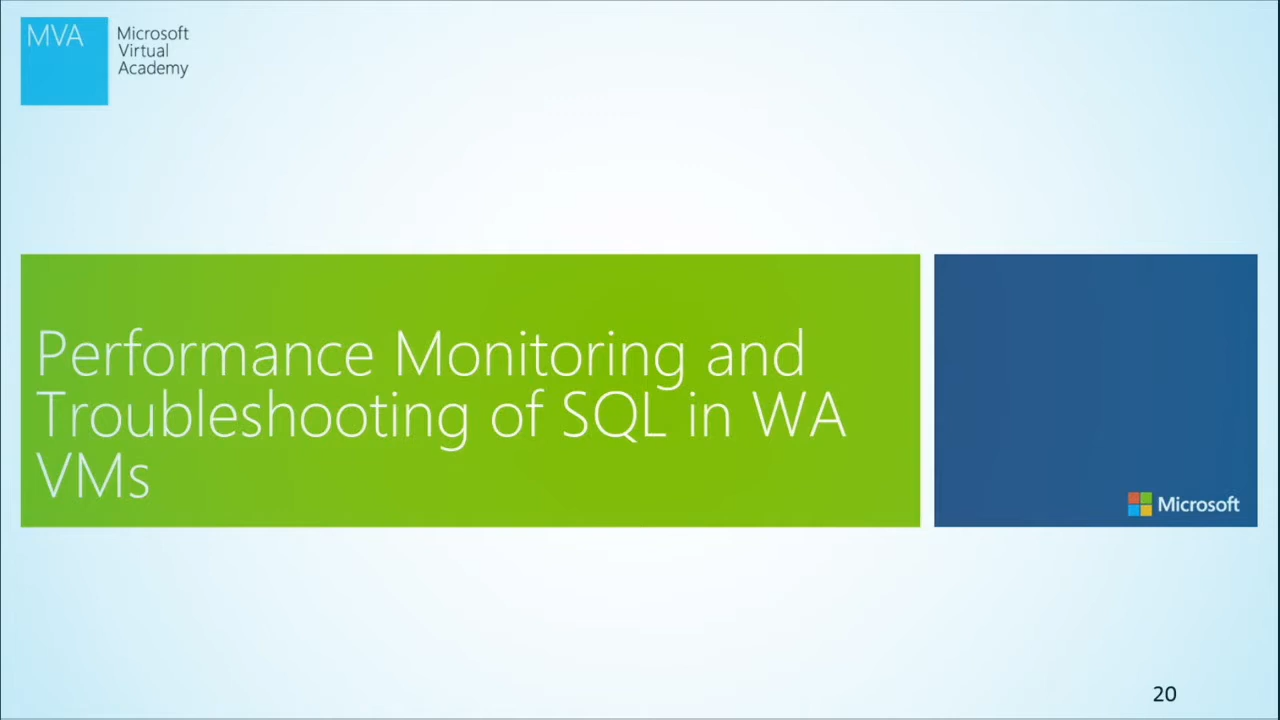 MVA
Microsoft
Virtual
Academy
Performance Monitoring and
Troubleshooting of SQL in WA
VMs
Microsoft
20